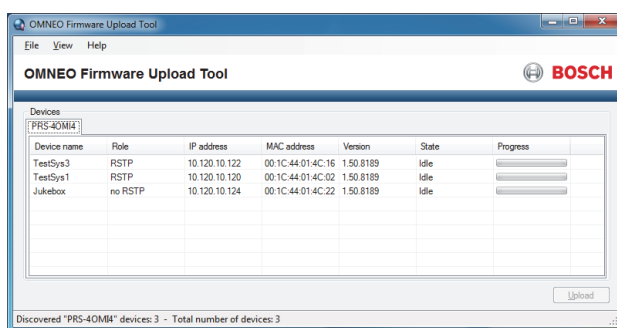 OMNEO Firmware Upload Tool
File View Help
OMNEO Firmware Upload Tool
BOSCH
Devices
PRS-4OMI4
Device name Role IP address MAC address Version State Progress
TestSys3 RSTP 10.120.10.122 00:1C:44:01:4C:16 1.50.8189 Idle
TestSys1 RSTP 10.120.10.120 00:1C:44:01:4C:02 1.50.8189 Idle
Jukebox no RSTP 10.120.10.124 00:1C:44:01:4C:22 1.50.8189 Idle
Upload
Discovered "PRS-4OMI4" devices: 3 - Total number of devices: 3